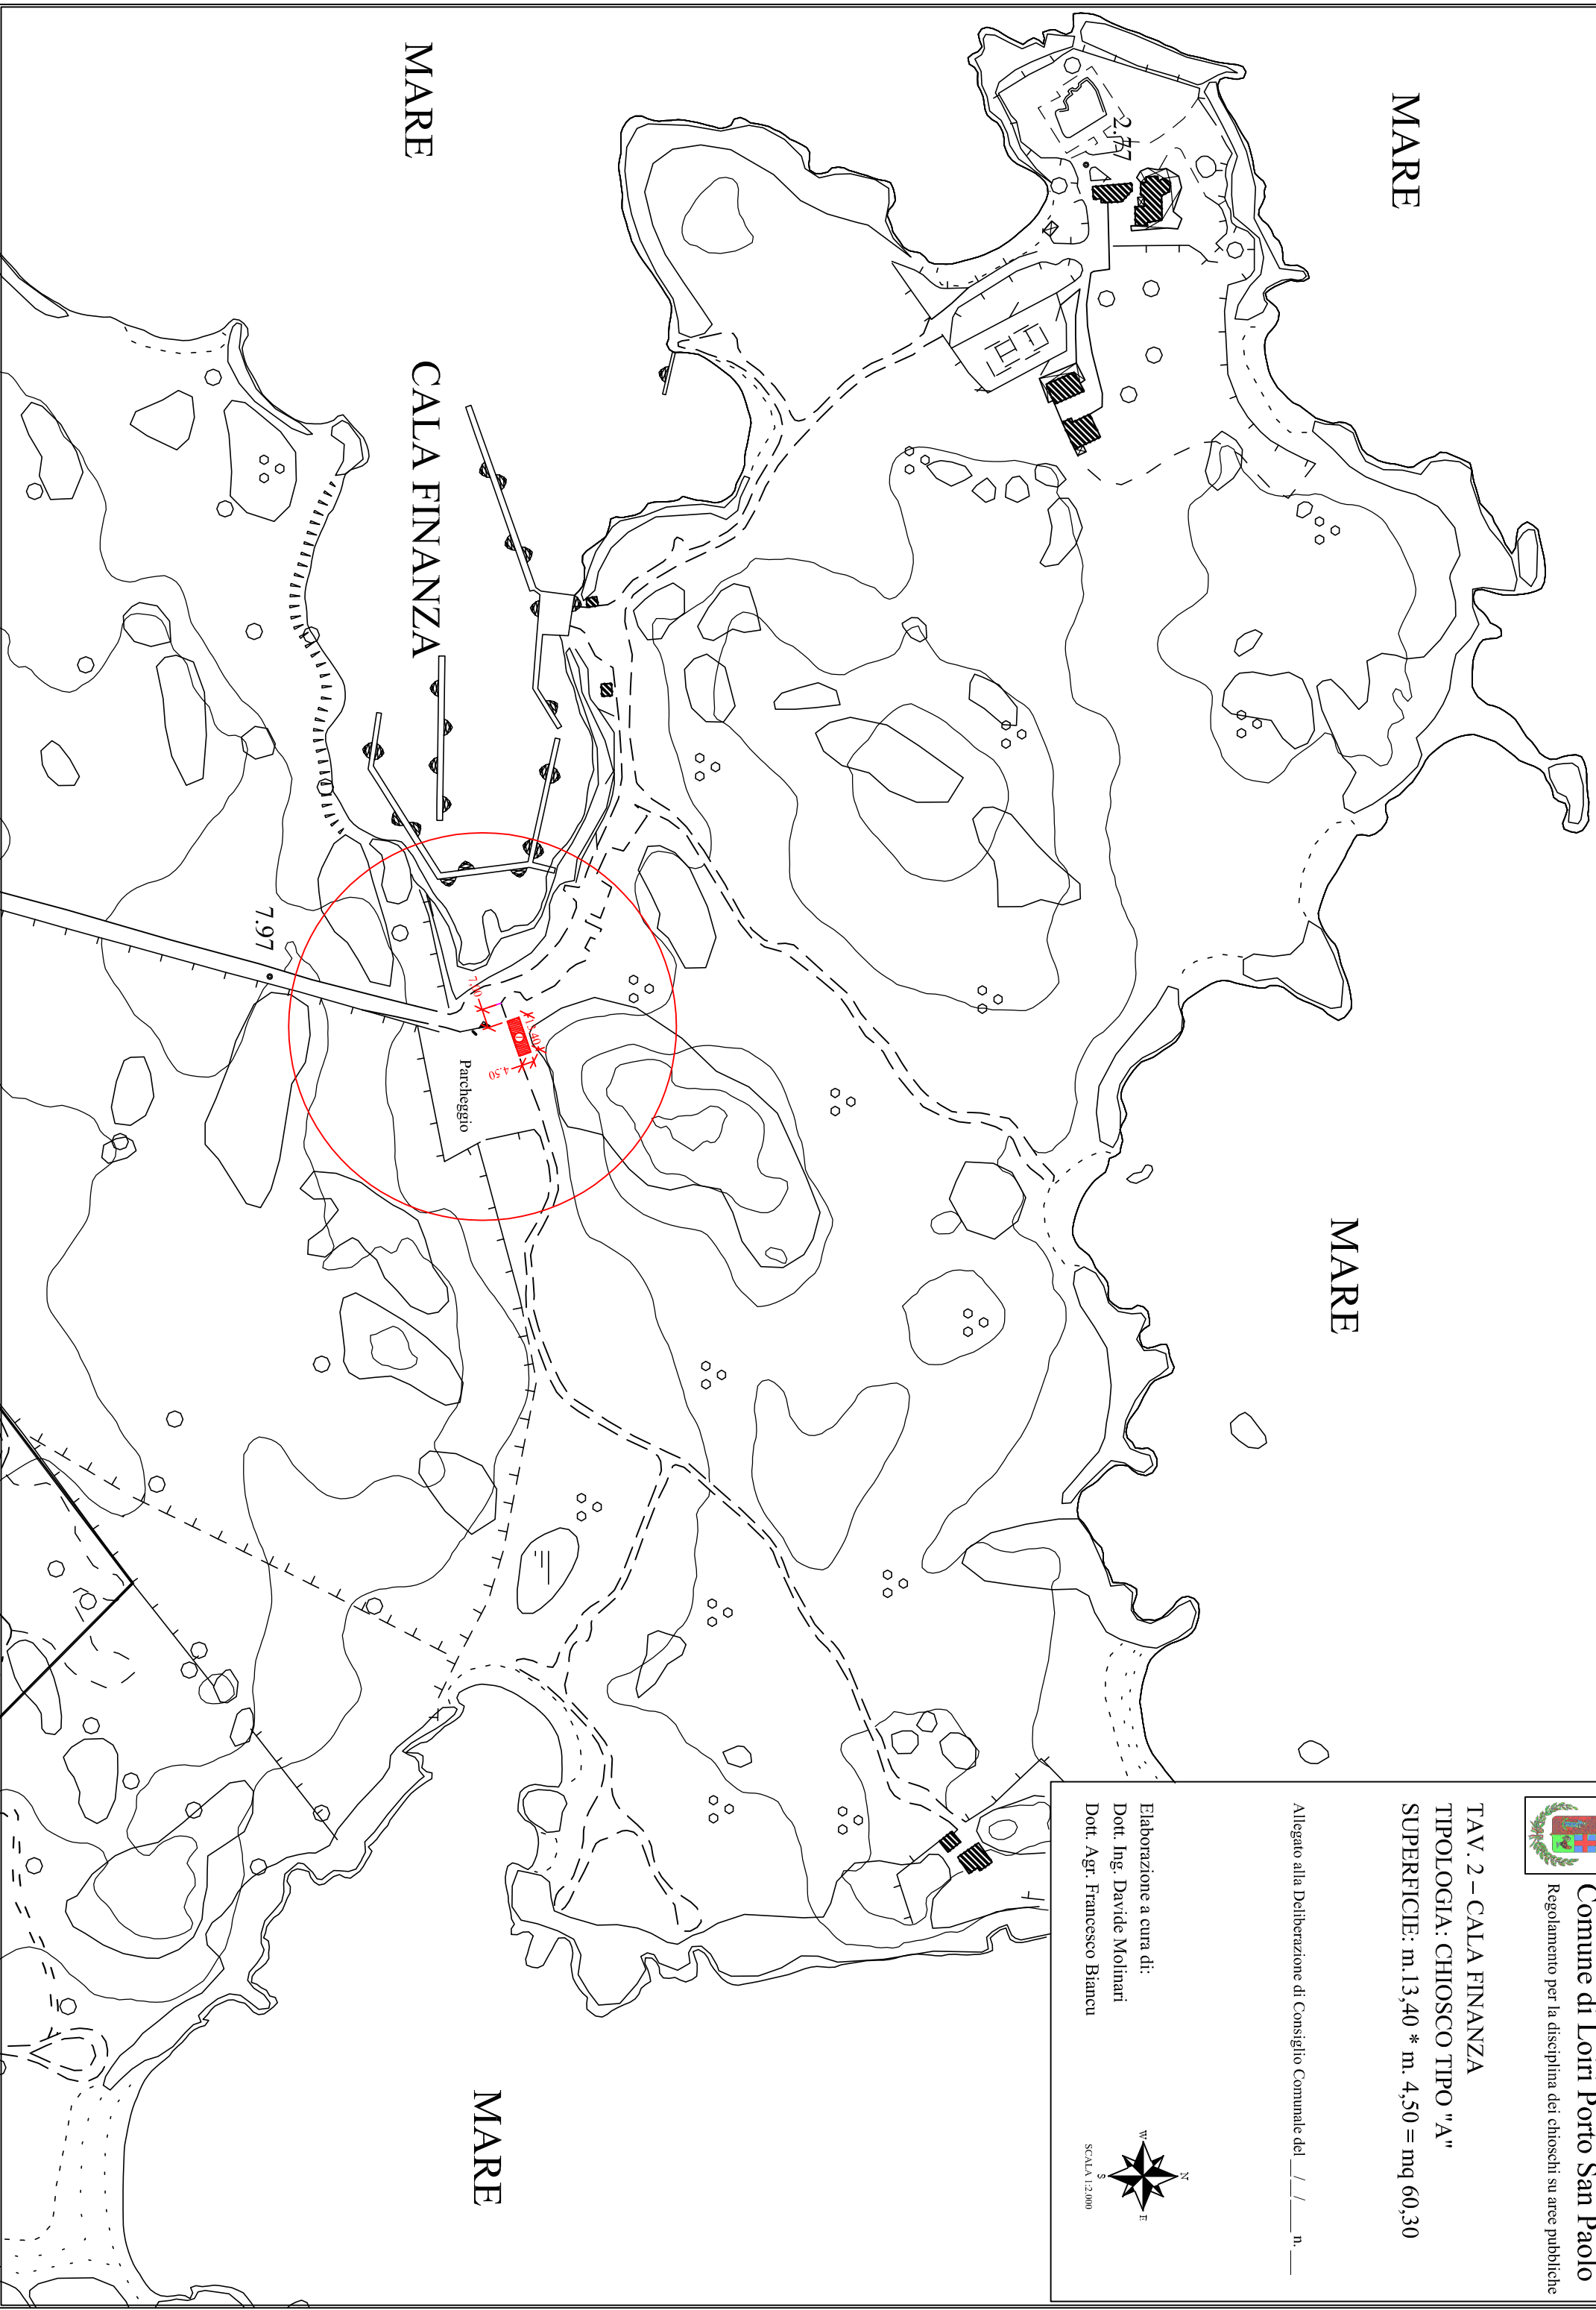 Comune di Loiri Porto San Paolo
Regolamento per la disciplina dei chioschi su aree pubbliche
TAV. 2 – CALA FINANZA
TIPOLOGIA: CHIOSCO TIPO "A"
SUPERFICIE: m.13,40 * m. 4,50 = mq 60,30
Allegato alla Deliberazione di Consiglio Comunale del __/__/____ n. ___
Elaborazione a cura di:
Dott. Ing. Davide Molinari
Dott. Agr. Francesco Biancu
N
W
E
S
SCALA 1:2.000
MARE
MARE
2.77
MARE
CALA FINANZA
7.97
Parcheggio
4.50
MARE